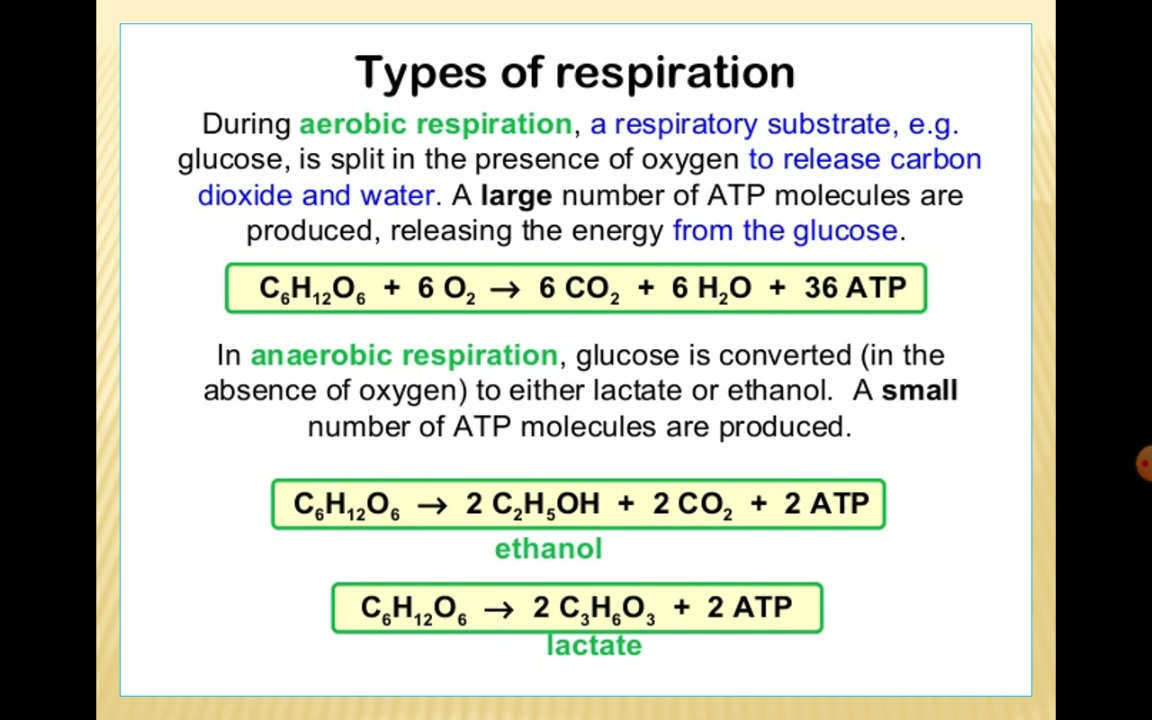 Types of respiration
During aerobic respiration, a respiratory substrate, e.g.
glucose, is split in the presence of oxygen to release carbon
dioxide and water. A large number of ATP molecules are
produced, releasing the energy from the glucose.
C₆H₁₂O₆ + 6 O₂ → 6 CO₂ + 6 H₂O + 36 ATP
In anaerobic respiration, glucose is converted (in the
absence of oxygen) to either lactate or ethanol. A small
number of ATP molecules are produced.
C₆H₁₂O₆ → 2 C₂H₅OH + 2 CO₂ + 2 ATP
ethanol
C₆H₁₂O₆ → 2 C₃H₆O₃ + 2 ATP
lactate